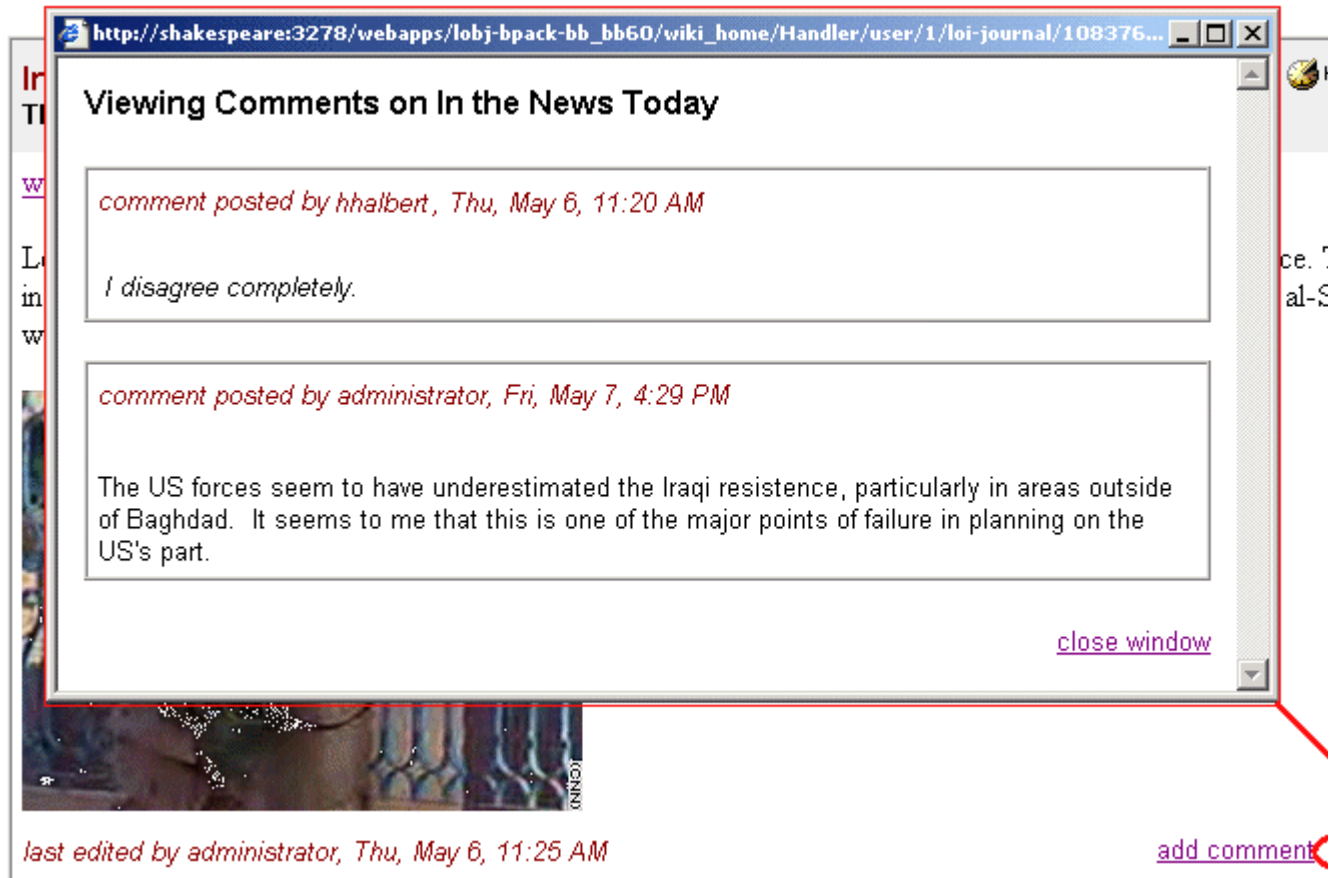 http://shakespeare:3278/webapps/lobj-bpack-bb_bb60/wiki_home/Handler/user/1/loi-journal/108376...
Viewing Comments on In the News Today
comment posted by hhalbert, Thu, May 6, 11:20 AM
I disagree completely.
comment posted by administrator, Fri, May 7, 4:29 PM
The US forces seem to have underestimated the Iraqi resistence, particularly in areas outside
of Baghdad. It seems to me that this is one of the major points of failure in planning on the
US's part.
close window
ce.
in
al-S
(CNN)
last edited by administrator, Thu, May 6, 11:25 AM
add comment